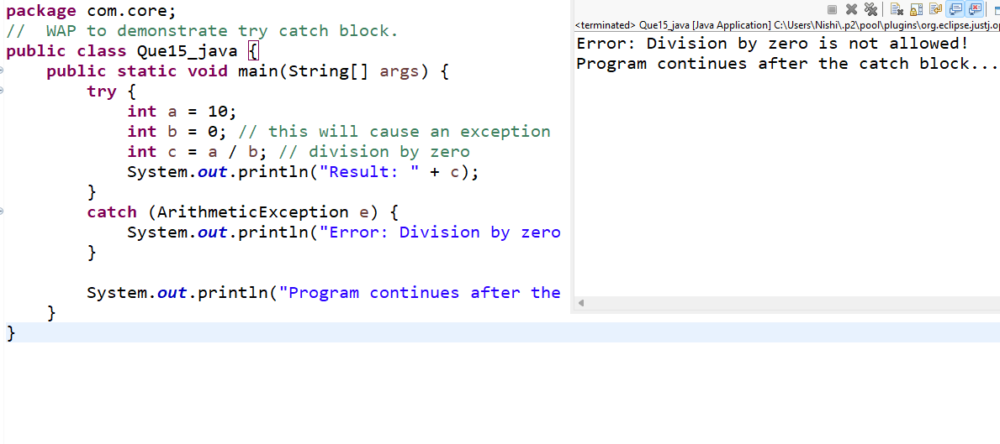 package com.core;
//  WAP to demonstrate try catch block.
public class Que15_java {
    public static void main(String[] args) {
        try {
            int a = 10;
            int b = 0; // this will cause an exception
            int c = a / b; // division by zero
            System.out.println("Result: " + c);
        }
        catch (ArithmeticException e) {
            System.out.println("Error: Division by zero
        }

        System.out.println("Program continues after the
    }
}
<terminated> Que15_java [Java Application] C:\Users\Nishi\.p2\pool\plugins\org.eclipse.justj.op
Error: Division by zero is not allowed!
Program continues after the catch block...